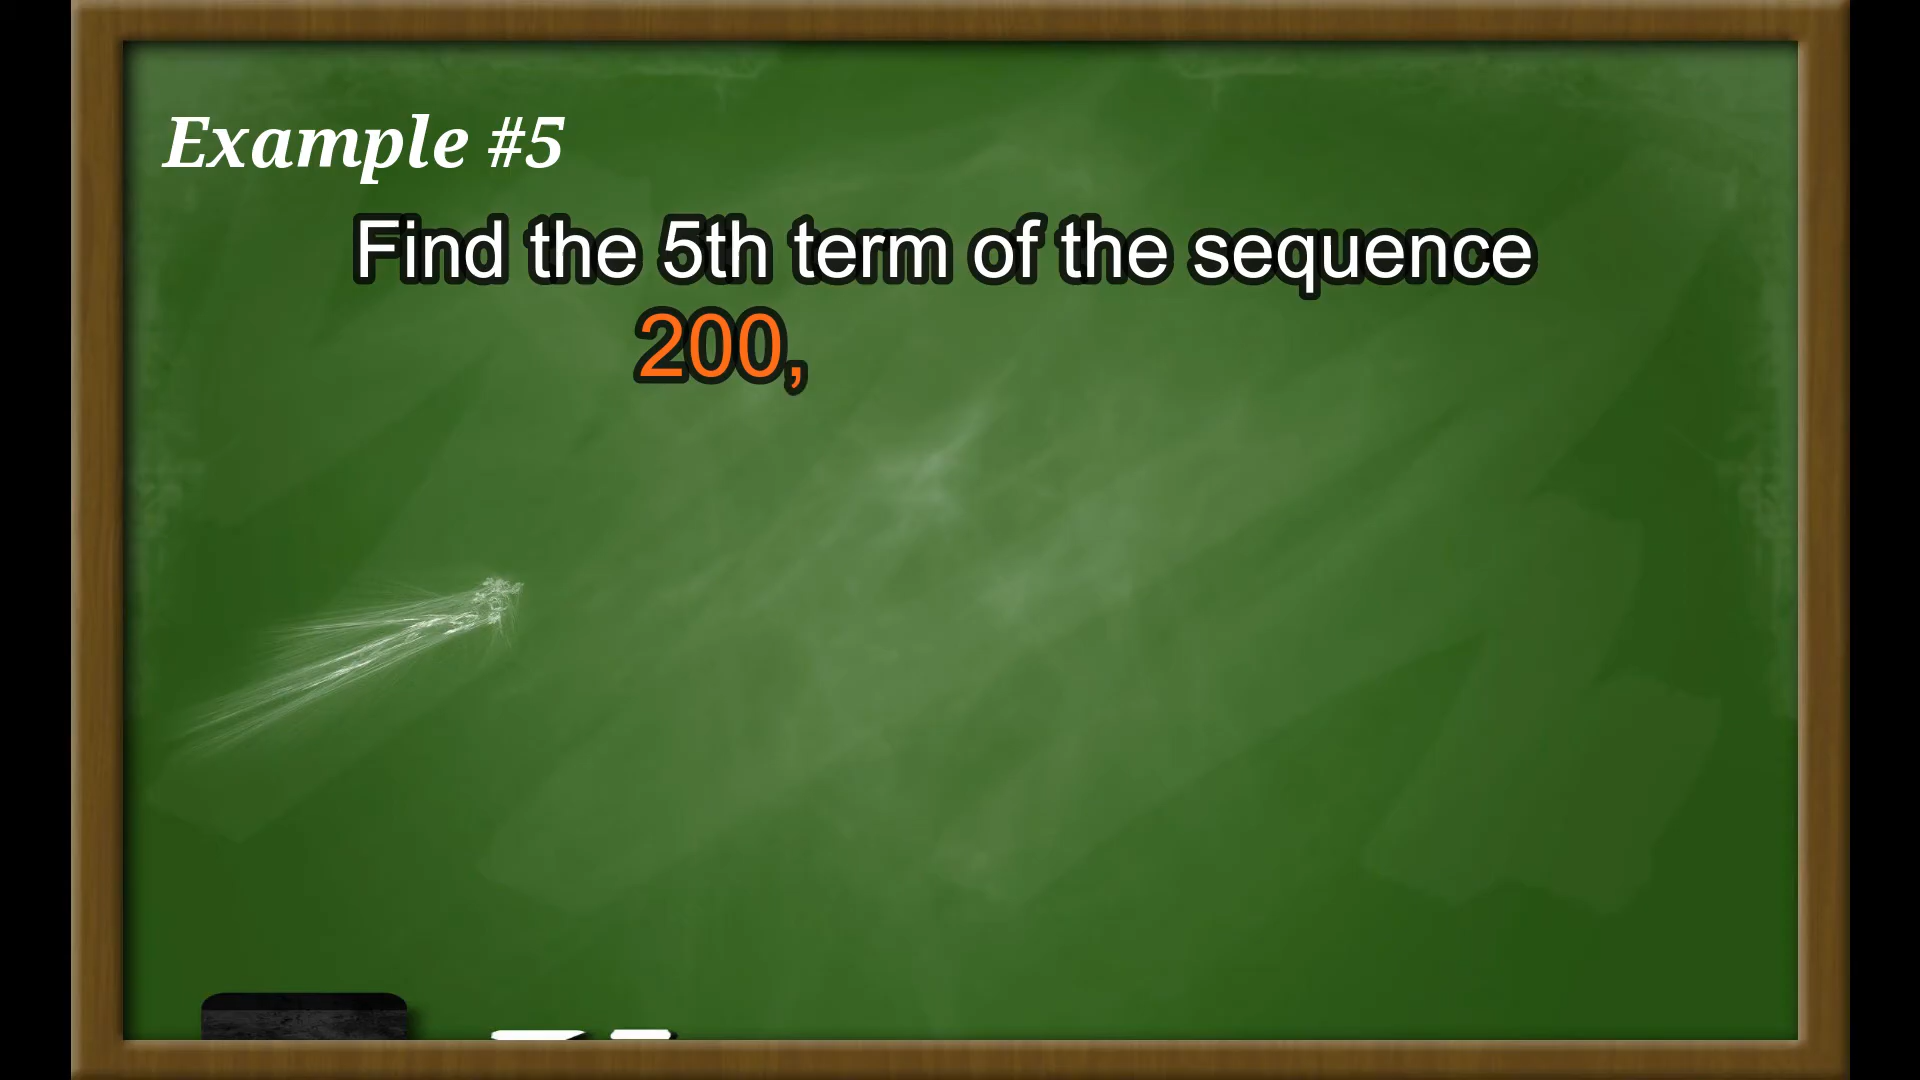 Example #5
Find the 5th term of the sequence
200,